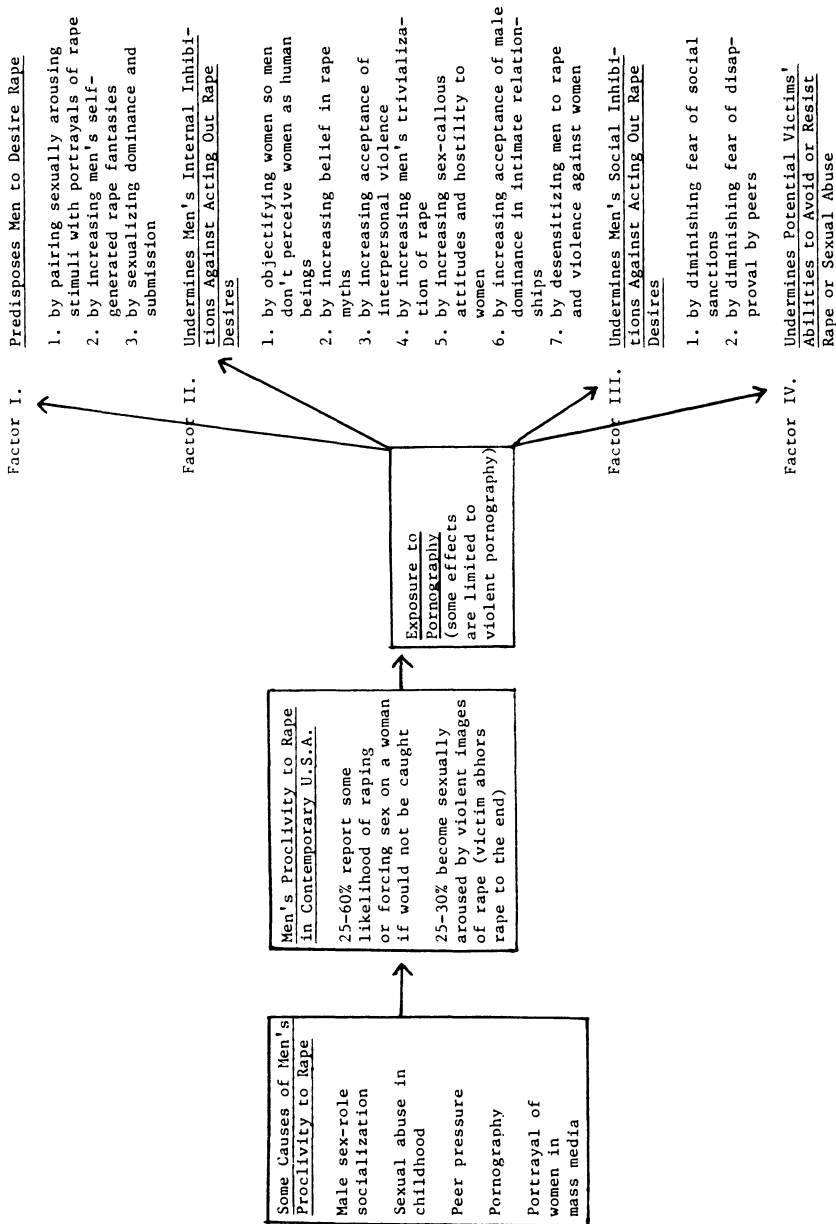 Some Causes of Men's
Proclivity to Rape
Male sex-role
socialization
Sexual abuse in
childhood
Peer pressure
Pornography
Portrayal of
women in
mass media
Men's Proclivity to Rape
in Contemporary U.S.A.
25-60% report some
likelihood of raping
or forcing sex on a woman
if would not be caught
25-30% become sexually
aroused by violent images
of rape (victim abhors
rape to the end)
Exposure to
Pornography
(some effects
are limited to
violent pornography)
Factor I. Predisposes Men to Desire Rape
1. by pairing sexually arousing
stimuli with portrayals of rape
2. by increasing men's self-
generated rape fantasies
3. by sexualizing dominance and
submission
Factor II. Undermines Men's Internal Inhibi-
tions Against Acting Out Rape
Desires
1. by objectifying women so men
don't perceive women as human
beings
2. by increasing belief in rape
myths
3. by increasing acceptance of
interpersonal violence
4. by increasing men's trivializa-
tion of rape
5. by increasing sex-callous
attitudes and hostility to
women
6. by increasing acceptance of male
dominance in intimate relation-
ships
7. by desensitizing men to rape
and violence against women
Factor III. Undermines Men's Social Inhibi-
tions Against Acting Out Rape
Desires
1. by diminishing fear of social
sanctions
2. by diminishing fear of disap-
proval by peers
Factor IV. Undermines Potential Victims'
Abilities to Avoid or Resist
Rape or Sexual Abuse